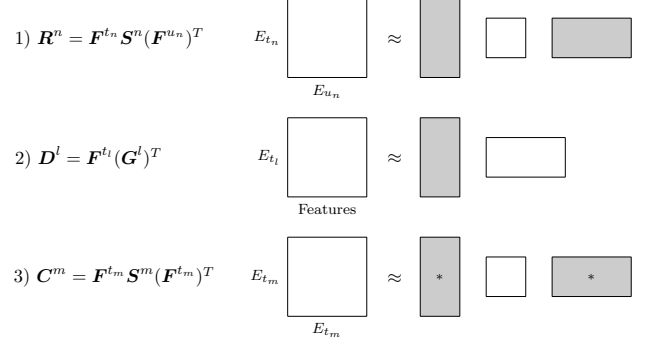 1) R^n = F^{t_n} S^n (F^{u_n})^T E_{t_n} ≈
E_{u_n}
2) D^l = F^{t_l} (G^l)^T E_{t_l} ≈
Features
3) C^m = F^{t_m} S^m (F^{t_m})^T E_{t_m} ≈ * *
E_{t_m}